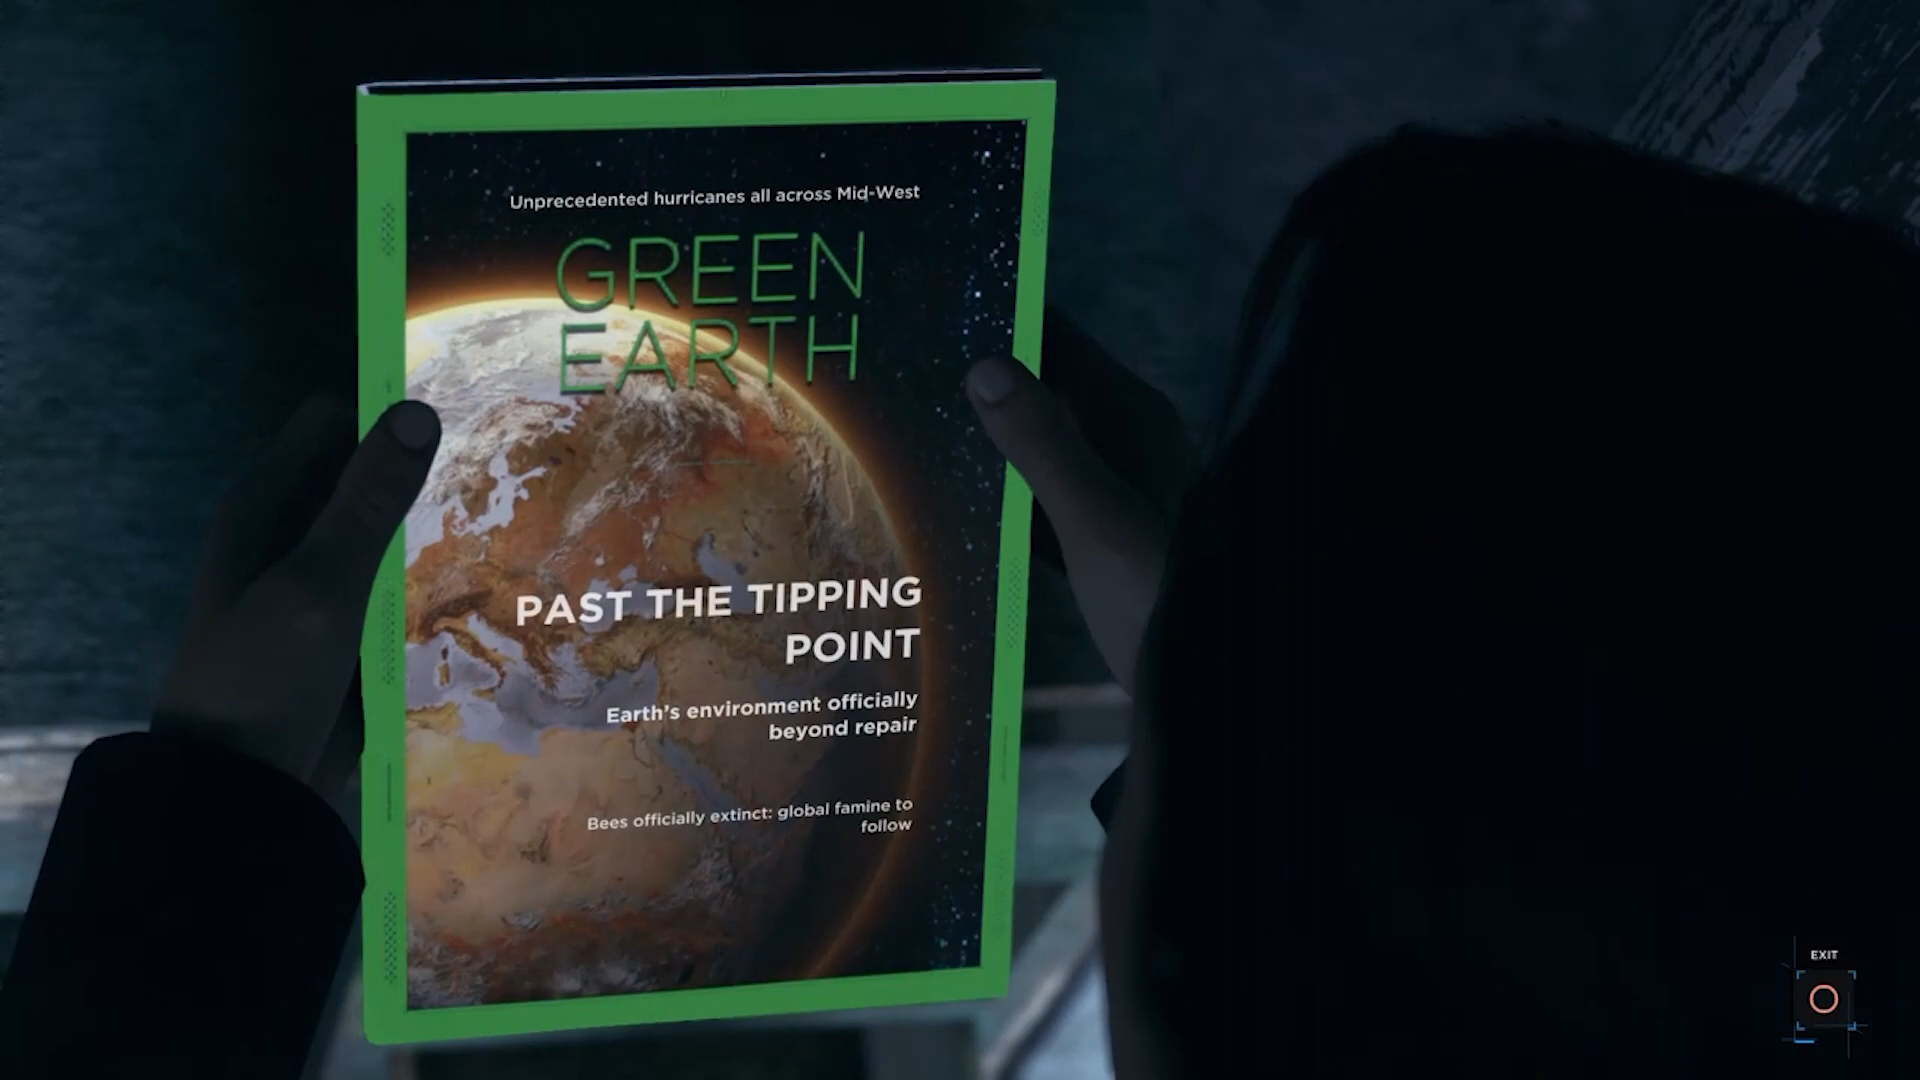 Unprecedented hurricanes all across Mid-West
GREEN
EARTH
PAST THE TIPPING
POINT
Earth's environment officially
beyond repair
Bees officially extinct: global famine to
follow
EXIT